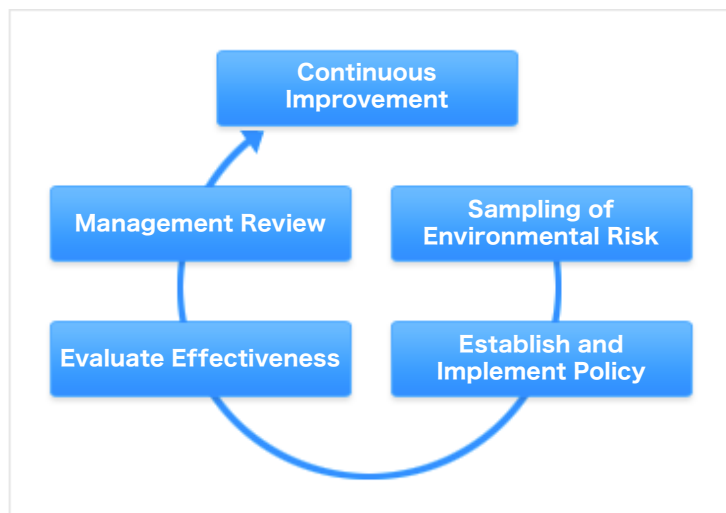 Continuous
Improvement
Management Review
Sampling of
Environmental Risk
Evaluate Effectiveness
Establish and
Implement Policy